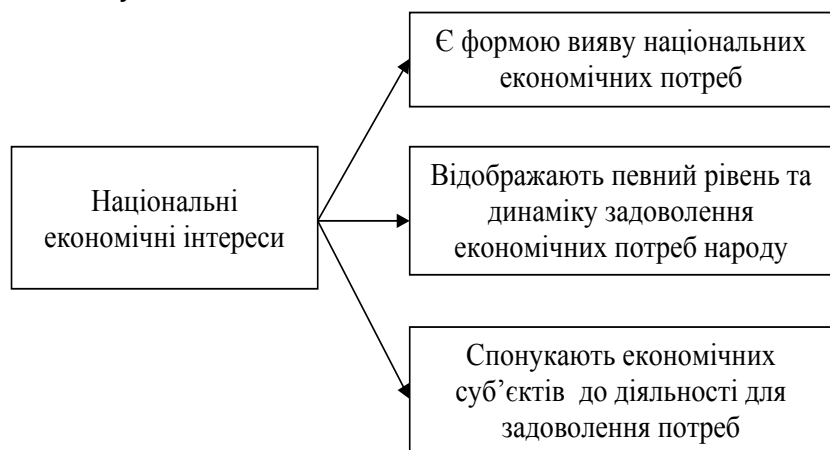 Є формою вияву національних
економічних потреб
Національні
економічні інтереси
Відображають певний рівень та
динаміку задоволення
економічних потреб народу
Спонукають економічних
суб’єктів до діяльності для
задоволення потреб